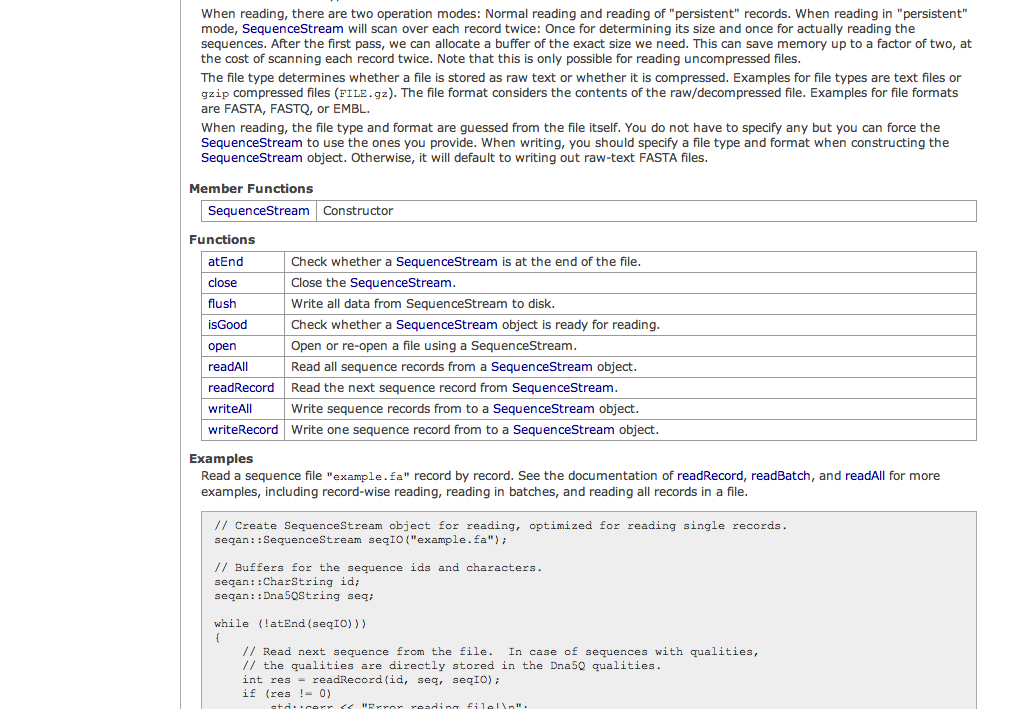 When reading, there are two operation modes: Normal reading and reading of "persistent" records. When reading in "persistent"
mode, SequenceStream will scan over each record twice: Once for determining its size and once for actually reading the
sequences. After the first pass, we can allocate a buffer of the exact size we need. This can save memory up to a factor of two, at
the cost of scanning each record twice. Note that this is only possible for reading uncompressed files.
The file type determines whether a file is stored as raw text or whether it is compressed. Examples for file types are text files or
gzip compressed files (FILE.gz). The file format considers the contents of the raw/decompressed file. Examples for file formats
are FASTA, FASTQ, or EMBL.
When reading, the file type and format are guessed from the file itself. You do not have to specify any but you can force the
SequenceStream to use the ones you provide. When writing, you should specify a file type and format when constructing the
SequenceStream object. Otherwise, it will default to writing out raw-text FASTA files.
Member Functions
SequenceStream Constructor
Functions
atEnd Check whether a SequenceStream is at the end of the file.
close Close the SequenceStream.
flush Write all data from SequenceStream to disk.
isGood Check whether a SequenceStream object is ready for reading.
open Open or re-open a file using a SequenceStream.
readAll Read all sequence records from a SequenceStream object.
readRecord Read the next sequence record from SequenceStream.
writeAll Write sequence records from to a SequenceStream object.
writeRecord Write one sequence record from to a SequenceStream object.
Examples
Read a sequence file "example.fa" record by record. See the documentation of readRecord, readBatch, and readAll for more
examples, including record-wise reading, reading in batches, and reading all records in a file.
// Create SequenceStream object for reading, optimized for reading single records.
seqan::SequenceStream seqIO("example.fa");
// Buffers for the sequence ids and characters.
seqan::CharString id;
seqan::Dna5QString seq;
while (!atEnd(seqIO)))
{
// Read next sequence from the file.  In case of sequences with qualities,
// the qualities are directly stored in the Dna5Q qualities.
int res = readRecord(id, seq, seqIO);
if (res != 0)
std::cerr << "Error reading file!\n";